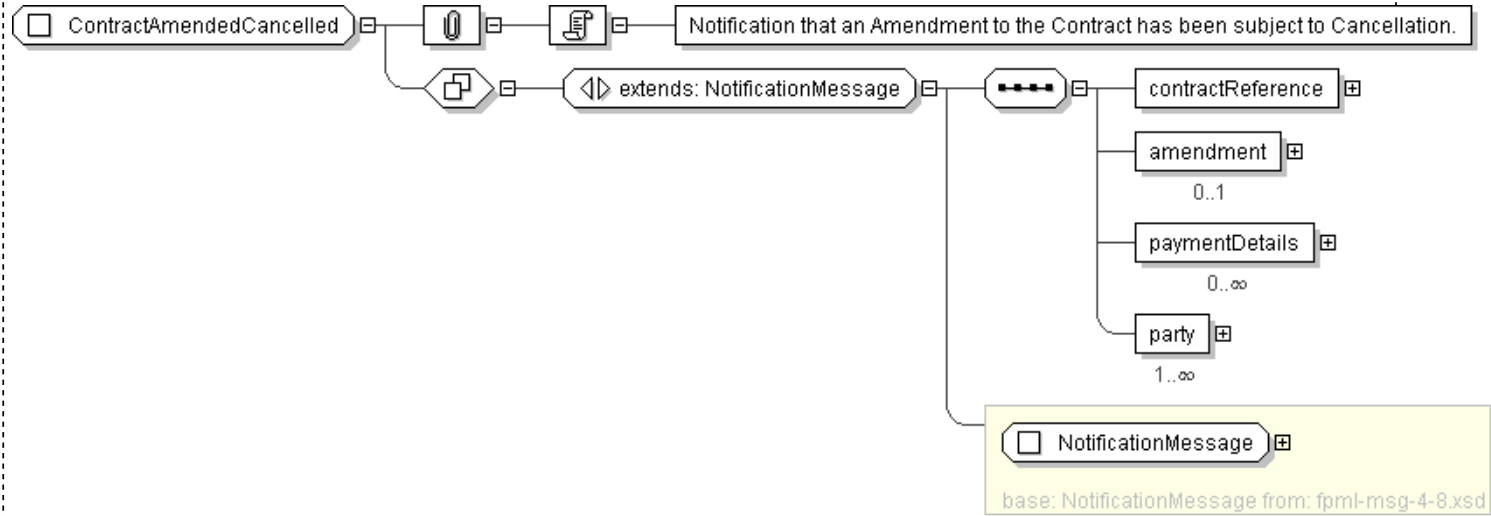 ContractAmendedCancelled
Notification that an Amendment to the Contract has been subject to Cancellation.
extends: NotificationMessage
contractReference
amendment
0..1
paymentDetails
0..∞
party
1..∞
NotificationMessage
base: NotificationMessage from: fpml-msg-4-8.xsd